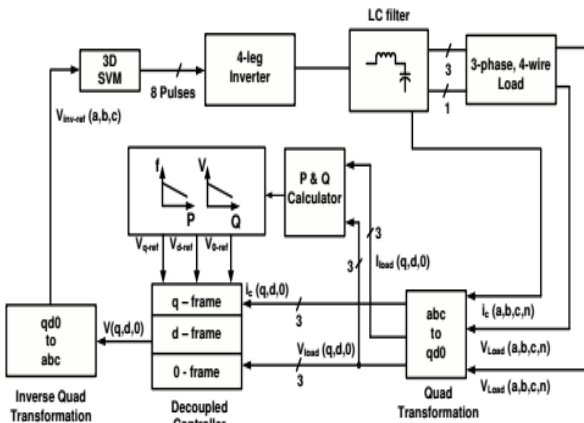 LC filter
3D
SVM
8 Pulses
4-leg
Inverter
3
1
3-phase, 4-wire
Load
Vinv-ref (a,b,c)
f
P
V
Q
P & Q
Calculator
Vq-ref
Vd-ref
V0-ref
3
3
Iload (q,d,0)
q – frame
d – frame
0 - frame
ic (q,d,0)
3
Vload (q,d,0)
3
abc
to
qd0
ic (a,b,c,n)
VLoad (a,b,c,n)
VLoad (a,b,c,n)
qd0
to
abc
V(q,d,0)
Inverse Quad
Transformation
Decoupled
Quad
Transformation